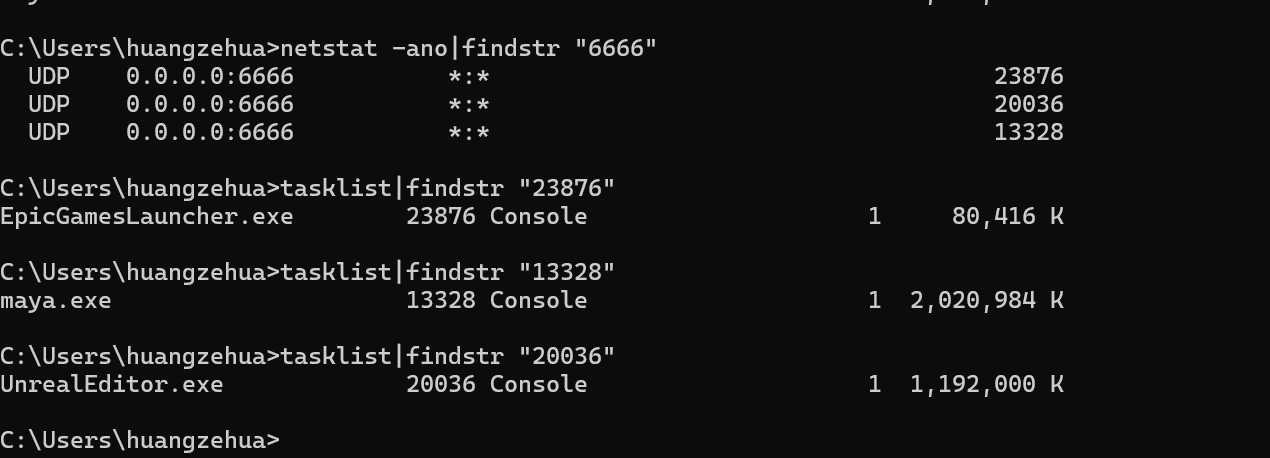 C:\Users\huangzehua>netstat -ano|findstr "6666"
  UDP    0.0.0.0:6666           *:*                                    23876
  UDP    0.0.0.0:6666           *:*                                    20036
  UDP    0.0.0.0:6666           *:*                                    13328
C:\Users\huangzehua>tasklist|findstr "23876"
EpicGamesLauncher.exe        23876 Console                    1     80,416 K
C:\Users\huangzehua>tasklist|findstr "13328"
maya.exe                     13328 Console                    1  2,020,984 K
C:\Users\huangzehua>tasklist|findstr "20036"
UnrealEditor.exe             20036 Console                    1  1,192,000 K
C:\Users\huangzehua>